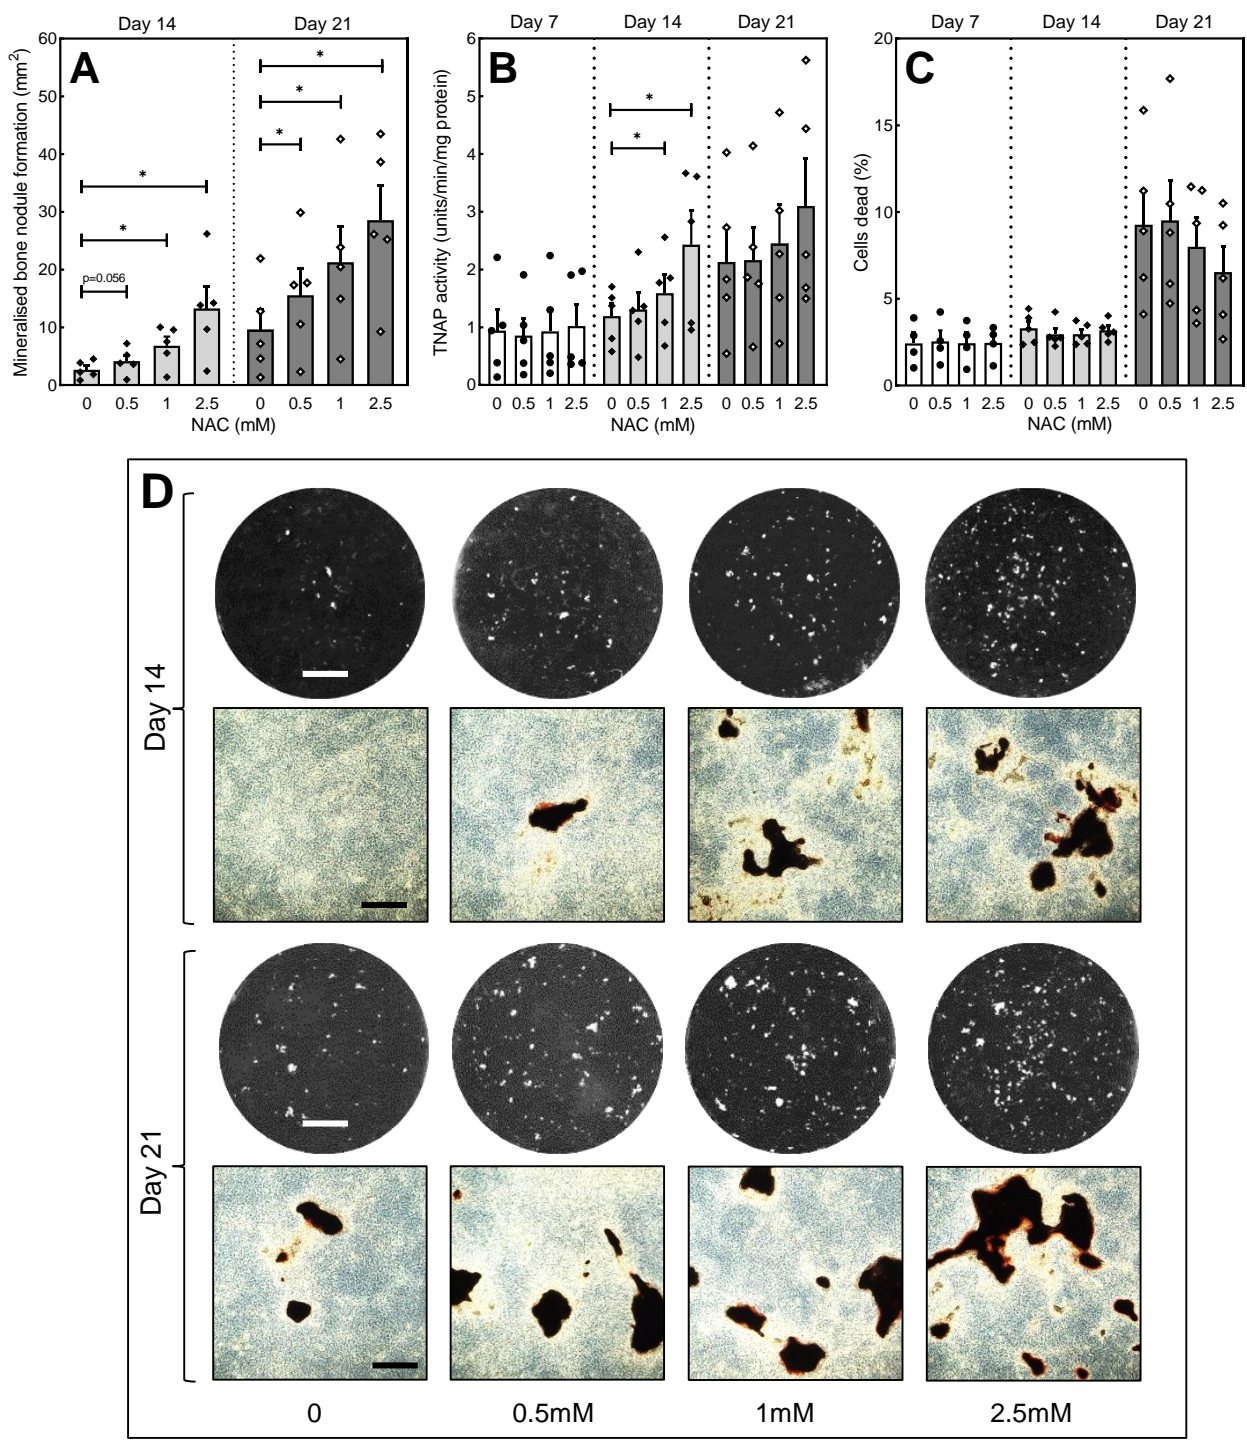 Day 14 Day 21
A
Mineralised bone nodule formation (mm²)
60
50
40
30
20
10
0
* 
*
*
*
*
p=0.056
0 0.5 1 2.5 0 0.5 1 2.5
NAC (mM)
Day 7 Day 14 Day 21
B
TNAP activity (units/min/mg protein)
6
5
4
3
2
1
0
*
*
0 0.5 1 2.5 0 0.5 1 2.5 0 0.5 1 2.5
NAC (mM)
Day 7 Day 14 Day 21
C
Cells dead (%)
20
15
10
5
0
0 0.5 1 2.5 0 0.5 1 2.5 0 0.5 1 2.5
NAC (mM)
D
Day 14
Day 21
0 0.5mM 1mM 2.5mM